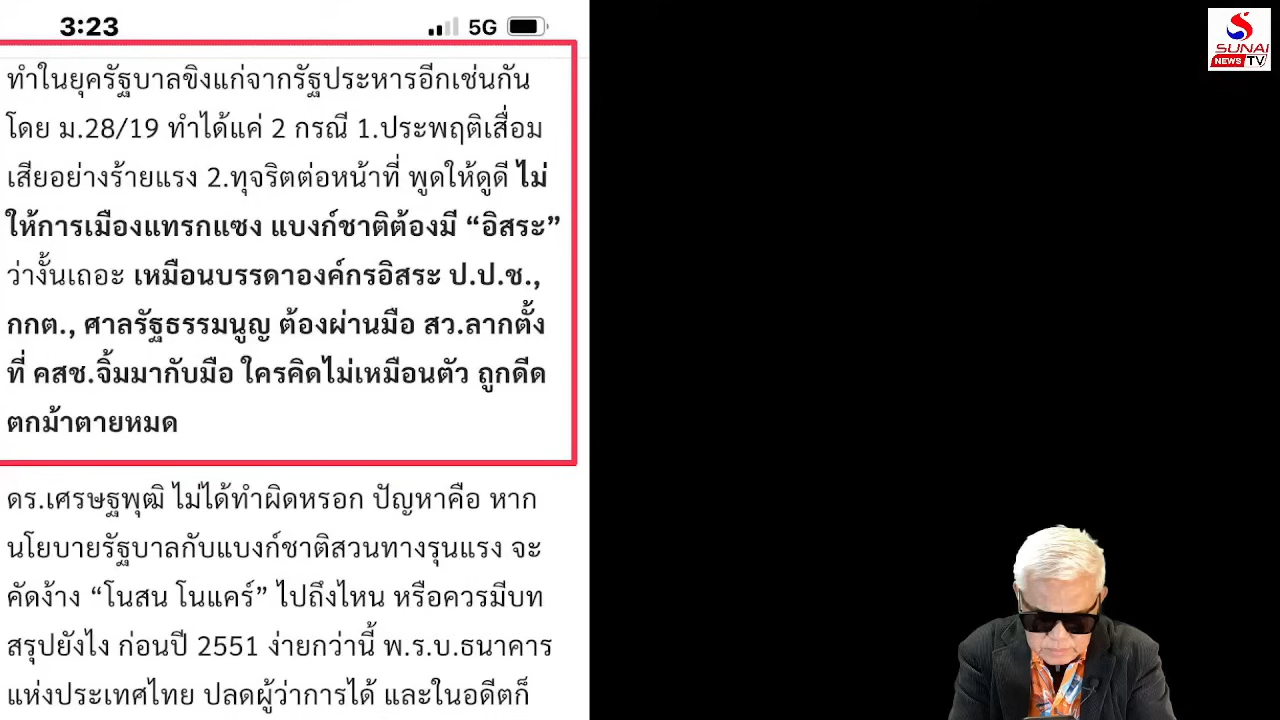 3:23
5G
ทำในยุครัฐบาลขิงแก่จากรัฐประหารอีกเช่นกัน
โดย ม.28/19 ทำได้แค่ 2 กรณี 1.ประพฤติเสื่อม
เสียอย่างร้ายแรง 2.ทุจริตต่อหน้าที่ พูดให้ดูดี ไม่
ให้การเมืองแทรกแซง แบงก์ชาติต้องมี “อิสระ”
ว่างั้นเถอะ เหมือนบรรดาองค์กรอิสระ ป.ป.ช.,
กกต., ศาลรัฐธรรมนูญ ต้องผ่านมือ สว.ลากตั้ง
ที่ คสช.จิ้มมากับมือ ใครคิดไม่เหมือนตัว ถูกดีด
ตกม้าตายหมด
ดร.เศรษฐพุฒิ ไม่ได้ทำผิดหรอก ปัญหาคือ หาก
นโยบายรัฐบาลกับแบงก์ชาติสวนทางรุนแรง จะ
คัดง้าง “โนสน โนแคร์” ไปถึงไหน หรือควรมีบท
สรุปยังไง ก่อนปี 2551 ง่ายกว่านี้ พ.ร.บ.ธนาคาร
แห่งประเทศไทย ปลดผู้ว่าการได้ และในอดีตก็
SUNAI
NEWS TV